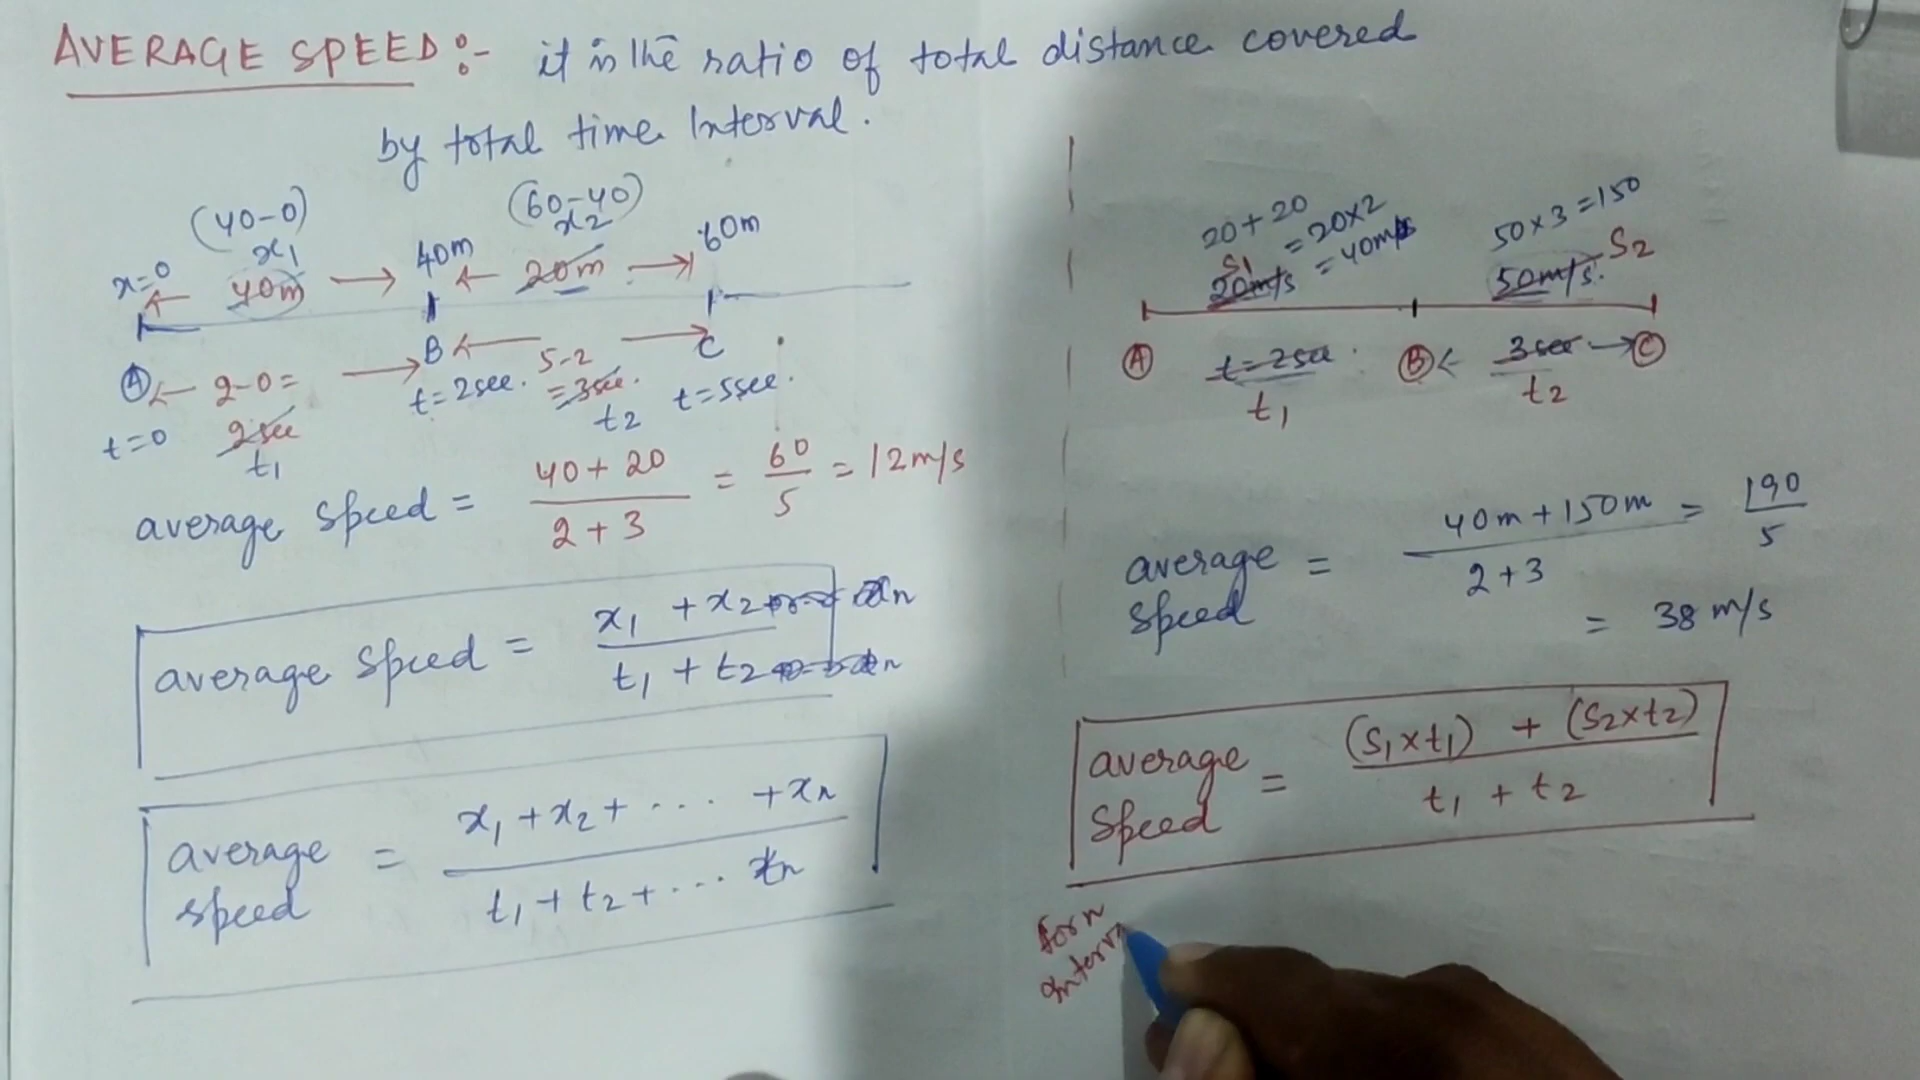 AVERAGE SPEED :- it is the ratio of total distance covered
by total time Interval.
(40-0) (60-40)
x1 x2
x=0 40m 40m 20m 60m
A B C
2-0= t=2sec. 5-2 t=5sec.
t=0 2sec =3sec.
t1 t2
average speed = 40+20 / 2+3 = 60/5 = 12m/s
average speed = x1 + x2 / t1 + t2
average speed = x1+x2+ ... +xn / t1+t2+ ... tn
20+20 50×3=150
=20×2
S1 =40m S2
20m/s 50m/s.
A t=2sec B 3sec C
t1 t2
average speed = 40m+150m / 2+3 = 190/5
= 38 m/s
average speed = (S1×t1) + (S2×t2) / t1 + t2
for n